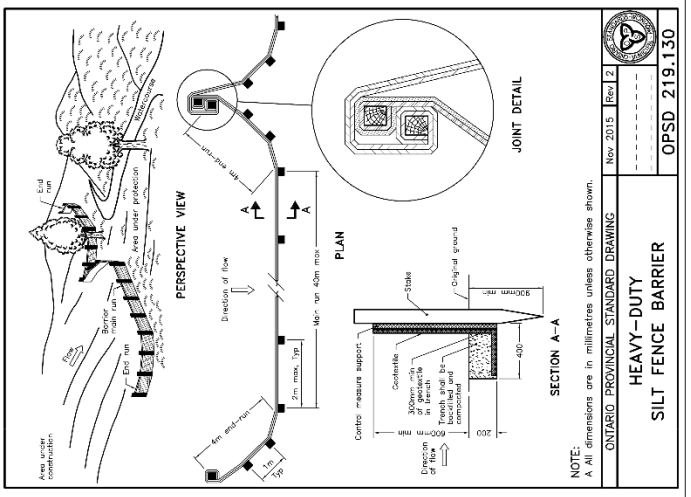 Area under
construction
Flow
End run
Barrier
main run
Area under protection
End
run
Watercourse
PERSPECTIVE VIEW
4m end-run
1m
Typ
2m max, Typ
Direction of flow
Main run 40m max
A
A
4m end-run
PLAN
JOINT DETAIL
Control measure support
Geotextile
300mm min
of geotextile
in trench
Trench shall be
backfilled and
compacted
Stake
Original ground
Direction
of flow
600mm min
200
400
900mm min
SECTION A-A
NOTE:
A All dimensions are in millimetres unless otherwise shown.
ONTARIO PROVINCIAL STANDARD DRAWING
Nov 2015
Rev 2
HEAVY-DUTY
SILT FENCE BARRIER
OPSD 219.130